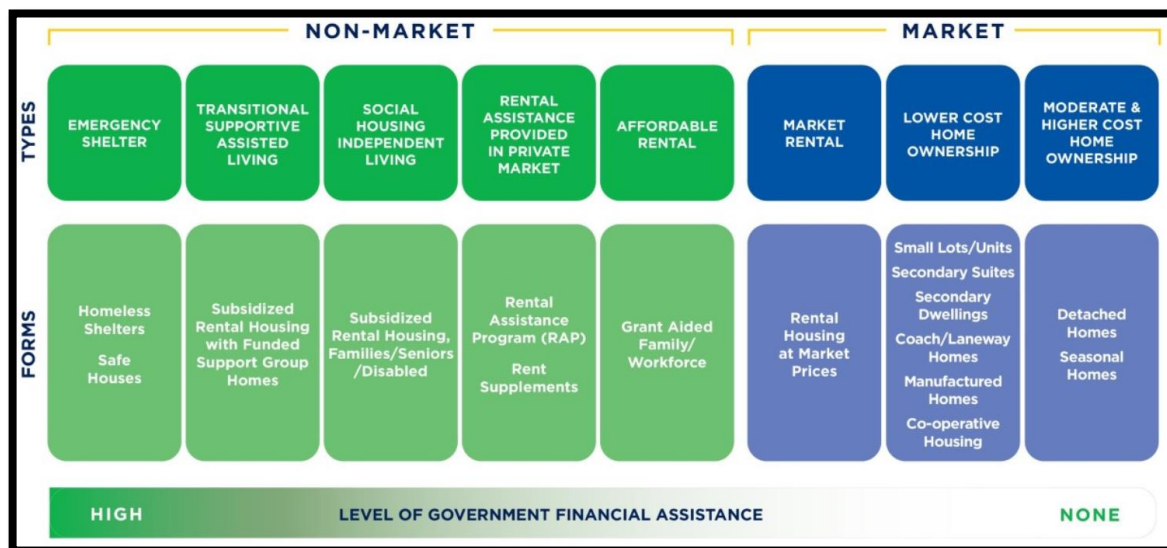 NON-MARKET
MARKET
TYPES
EMERGENCY
SHELTER
TRANSITIONAL
SUPPORTIVE
ASSISTED
LIVING
SOCIAL
HOUSING
INDEPENDENT
LIVING
RENTAL
ASSISTANCE
PROVIDED
IN PRIVATE
MARKET
AFFORDABLE
RENTAL
MARKET
RENTAL
LOWER COST
HOME
OWNERSHIP
MODERATE &
HIGHER COST
HOME
OWNERSHIP
FORMS
Homeless
Shelters
Safe
Houses
Subsidized
Rental Housing
with Funded
Support Group
Homes
Subsidized
Rental Housing,
Families/Seniors
/Disabled
Rental
Assistance
Program (RAP)
Rent
Supplements
Grant Aided
Family/
Workforce
Rental
Housing
at Market
Prices
Small Lots/Units
Secondary Suites
Secondary
Dwellings
Coach/Laneway
Homes
Manufactured
Homes
Co-operative
Housing
Detached
Homes
Seasonal
Homes
HIGH
LEVEL OF GOVERNMENT FINANCIAL ASSISTANCE
NONE